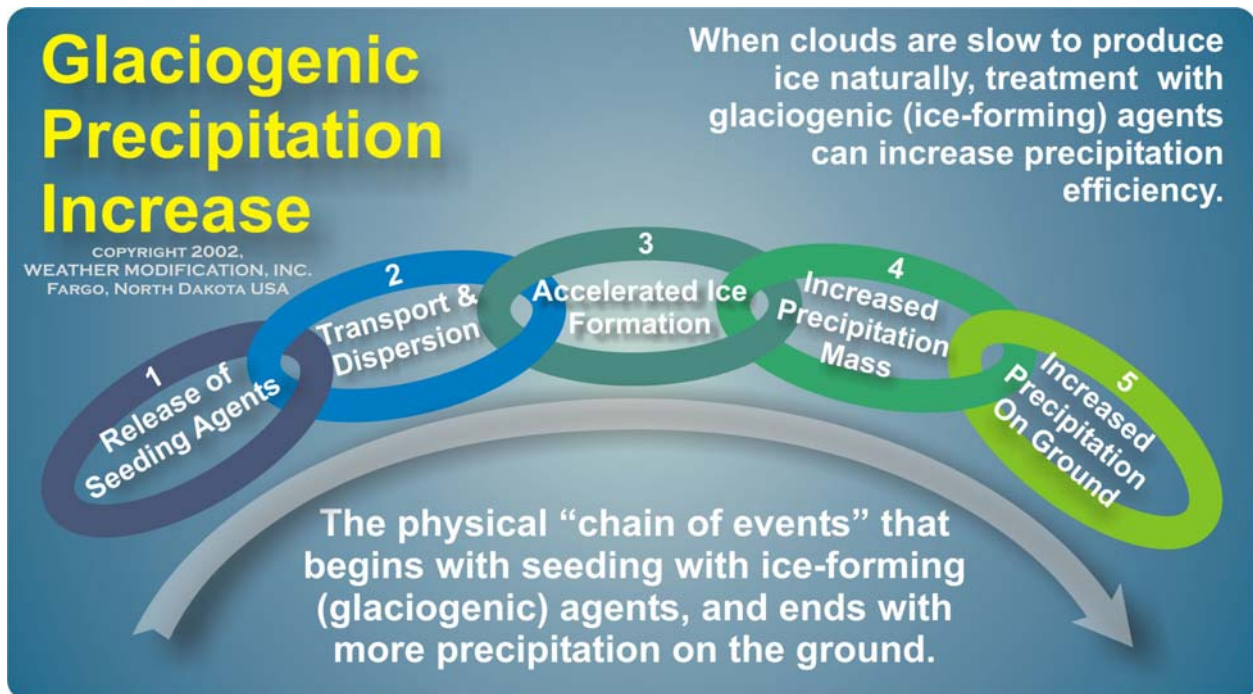 Glaciogenic
Precipitation
Increase
COPYRIGHT 2002,
WEATHER MODIFICATION, INC.
FARGO, NORTH DAKOTA USA
When clouds are slow to produce
ice naturally, treatment with
glaciogenic (ice-forming) agents
can increase precipitation
efficiency.
1
Release of
Seeding Agents
2
Transport &
Dispersion
3
Accelerated Ice
Formation
4
Increased
Precipitation
Mass
5
Increased
Precipitation
On Ground
The physical “chain of events” that
begins with seeding with ice-forming
(glaciogenic) agents, and ends with
more precipitation on the ground.